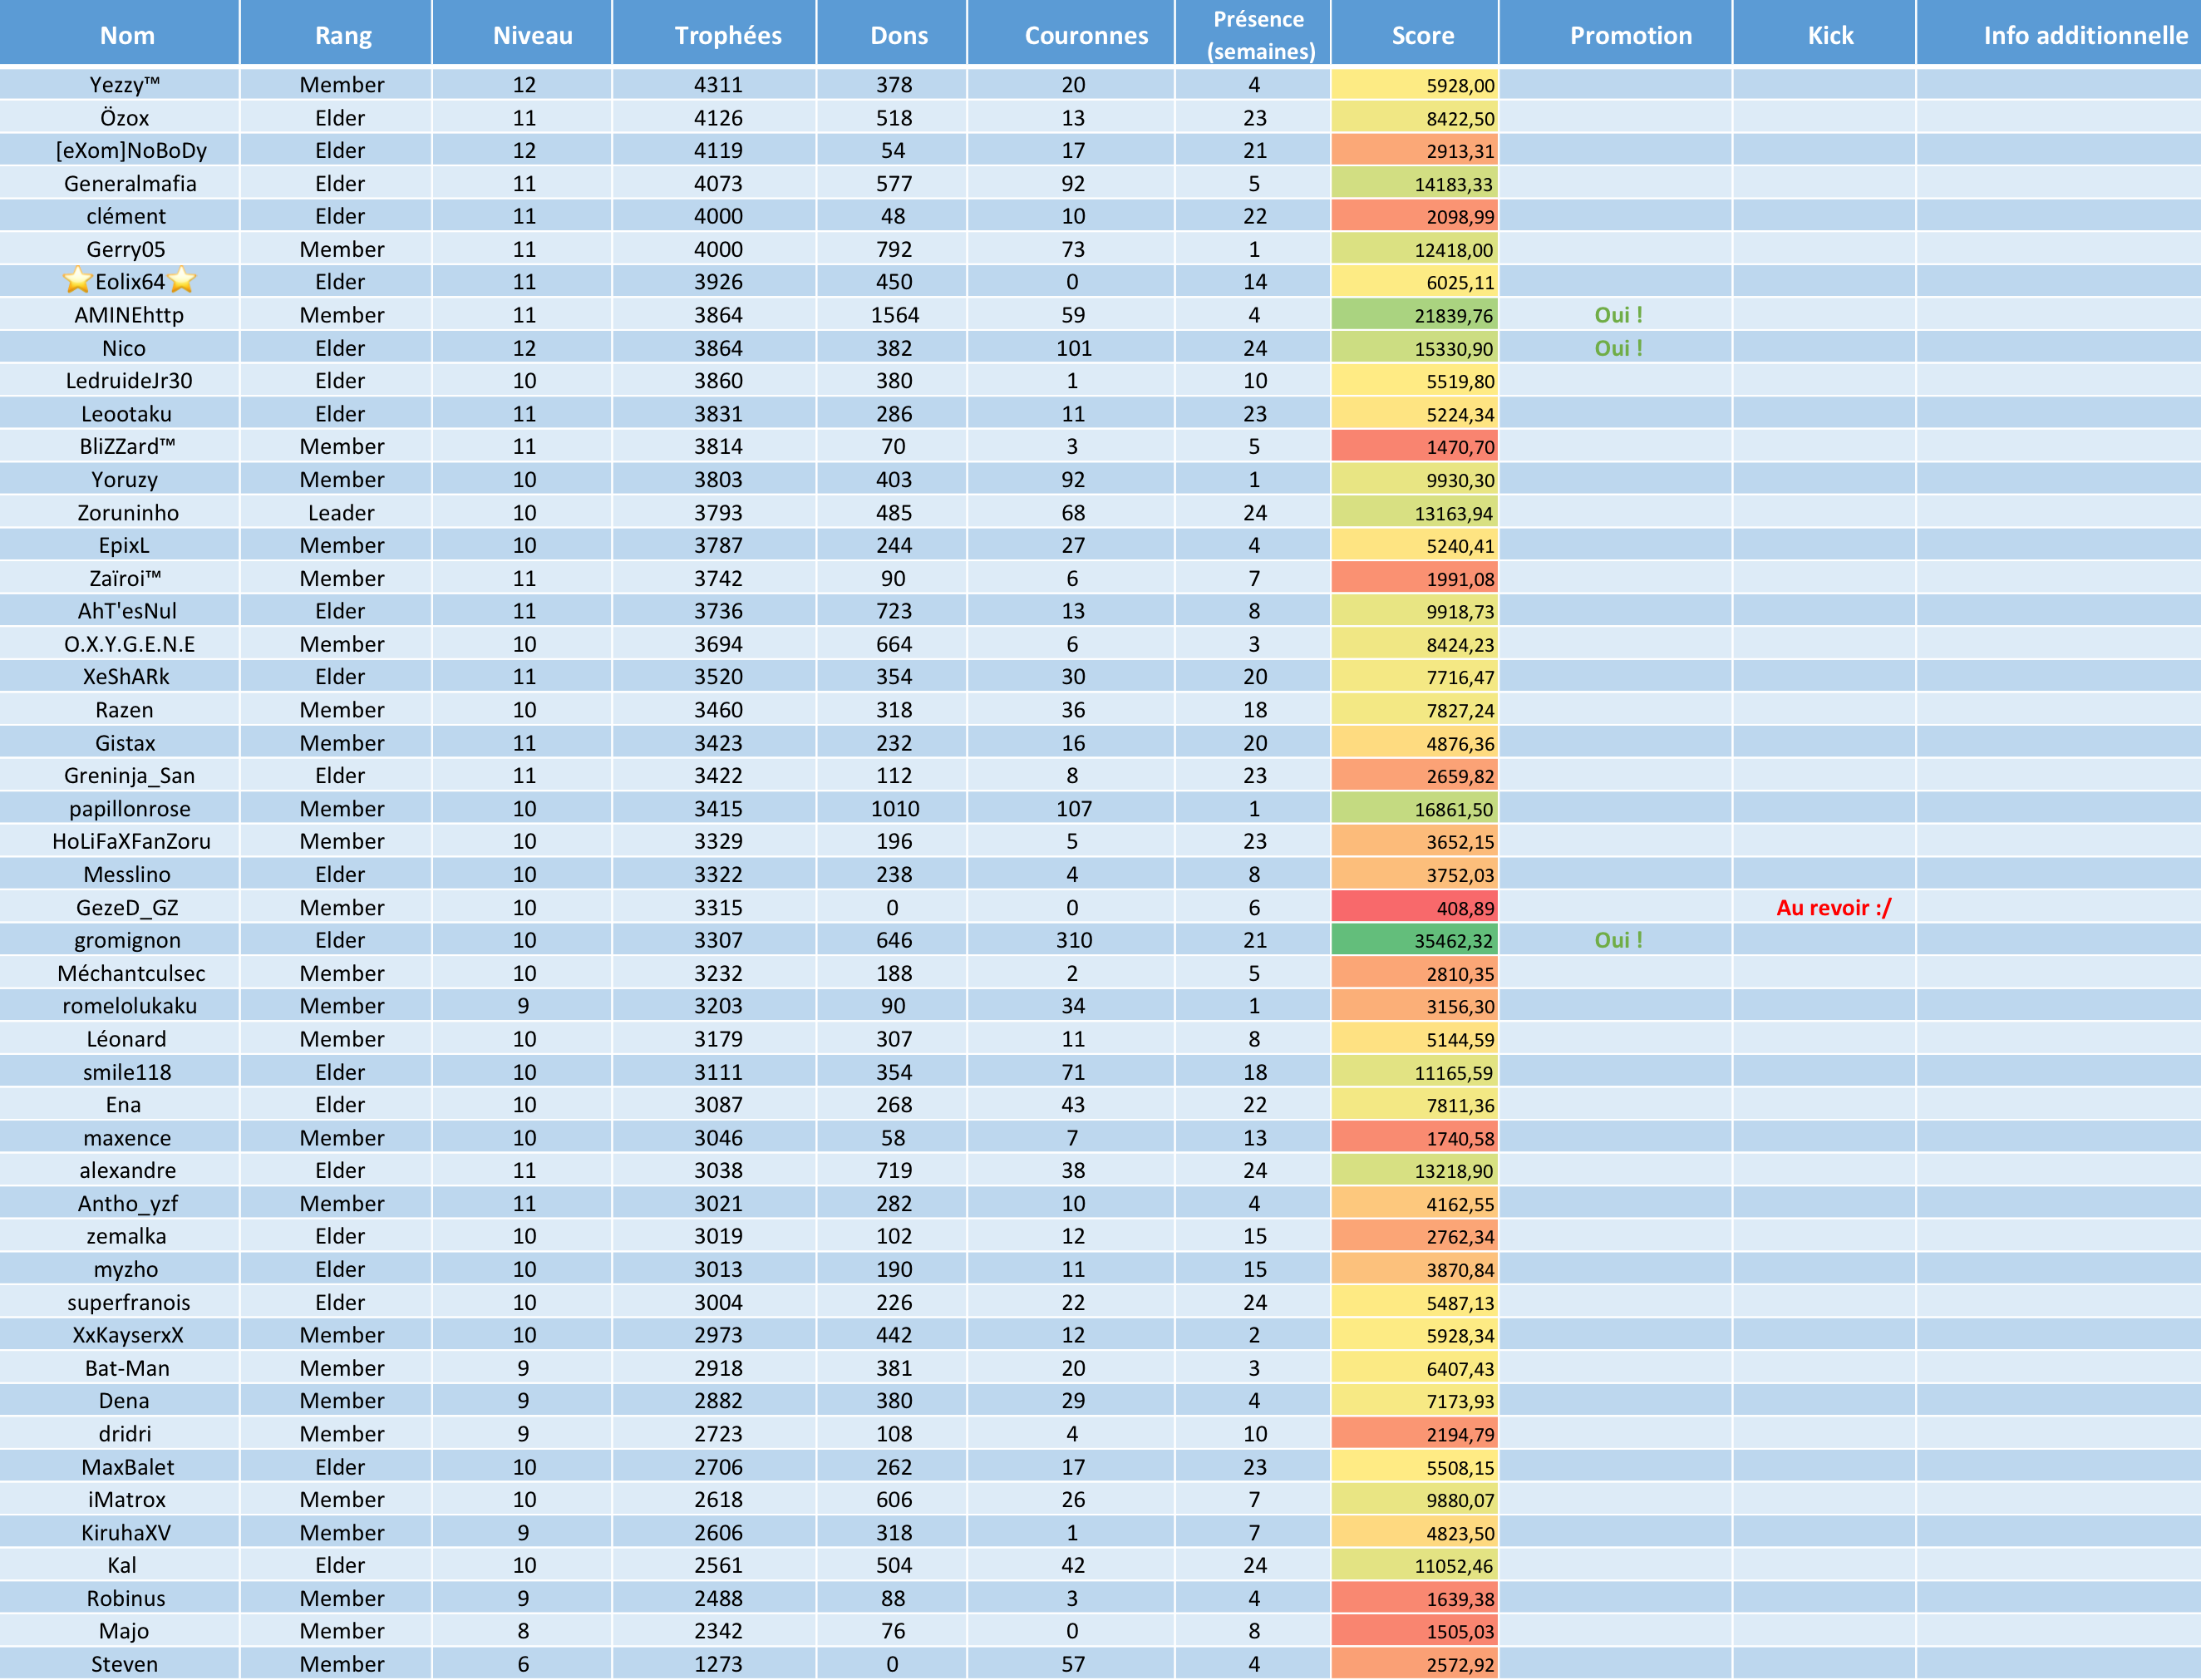 Nom Rang Niveau Trophées Dons Couronnes Présence (semaines) Score Promotion Kick Info additionnelle
Yezzy™ Member 12 4311 378 20 4 5928,00
Özox Elder 11 4126 518 13 23 8422,50
[eXom]NoBoDy Elder 12 4119 54 17 21 2913,31
Generalmafia Elder 11 4073 577 92 5 14183,33
clément Elder 11 4000 48 10 22 2098,99
Gerry05 Member 11 4000 792 73 1 12418,00
⭐Eolix64⭐ Elder 11 3926 450 0 14 6025,11
AMINEhttp Member 11 3864 1564 59 4 21839,76 Oui !
Nico Elder 12 3864 382 101 24 15330,90 Oui !
LedruideJr30 Elder 10 3860 380 1 10 5519,80
Leootaku Elder 11 3831 286 11 23 5224,34
BliZZard™ Member 11 3814 70 3 5 1470,70
Yoruzy Member 10 3803 403 92 1 9930,30
Zoruninho Leader 10 3793 485 68 24 13163,94
EpixL Member 10 3787 244 27 4 5240,41
Zaïroi™ Member 11 3742 90 6 7 1991,08
AhT'esNul Elder 11 3736 723 13 8 9918,73
O.X.Y.G.E.N.E Member 10 3694 664 6 3 8424,23
XeShARk Elder 11 3520 354 30 20 7716,47
Razen Member 10 3460 318 36 18 7827,24
Gistax Member 11 3423 232 16 20 4876,36
Greninja_San Elder 11 3422 112 8 23 2659,82
papillonrose Member 10 3415 1010 107 1 16861,50
HoLiFaXFanZoru Member 10 3329 196 5 23 3652,15
Messlino Elder 10 3322 238 4 8 3752,03
GezeD_GZ Member 10 3315 0 0 6 408,89 Au revoir :/
gromignon Elder 10 3307 646 310 21 35462,32 Oui !
Méchantculsec Member 10 3232 188 2 5 2810,35
romelolukaku Member 9 3203 90 34 1 3156,30
Léonard Member 10 3179 307 11 8 5144,59
smile118 Elder 10 3111 354 71 18 11165,59
Ena Elder 10 3087 268 43 22 7811,36
maxence Member 10 3046 58 7 13 1740,58
alexandre Elder 11 3038 719 38 24 13218,90
Antho_yzf Member 11 3021 282 10 4 4162,55
zemalka Elder 10 3019 102 12 15 2762,34
myzho Elder 10 3013 190 11 15 3870,84
superfranois Elder 10 3004 226 22 24 5487,13
XxKayserxX Member 10 2973 442 12 2 5928,34
Bat-Man Member 9 2918 381 20 3 6407,43
Dena Member 9 2882 380 29 4 7173,93
dridri Member 9 2723 108 4 10 2194,79
MaxBalet Elder 10 2706 262 17 23 5508,15
iMatrox Member 10 2618 606 26 7 9880,07
KiruhaXV Member 9 2606 318 1 7 4823,50
Kal Elder 10 2561 504 42 24 11052,46
Robinus Member 9 2488 88 3 4 1639,38
Majo Member 8 2342 76 0 8 1505,03
Steven Member 6 1273 0 57 4 2572,92